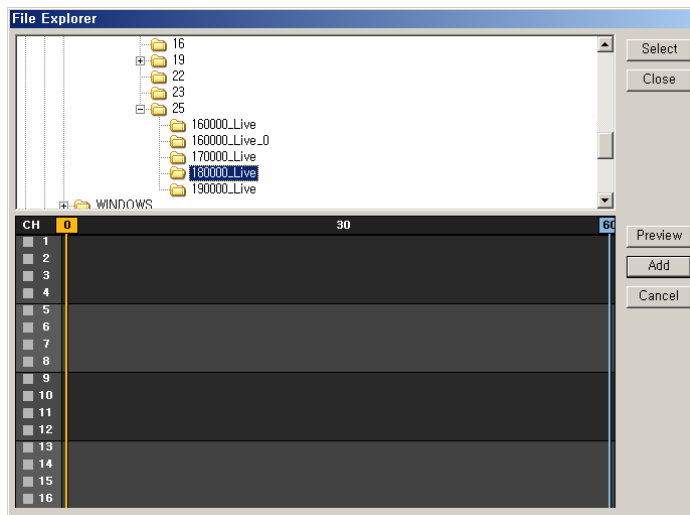 File Explorer
16
19
22
23
25
160000_Live
160000_Live_0
170000_Live
180000_Live
190000_Live
WINDOWS
Select
Close
CH 0 30 60
1
2
3
4
5
6
7
8
9
10
11
12
13
14
15
16
Preview
Add
Cancel